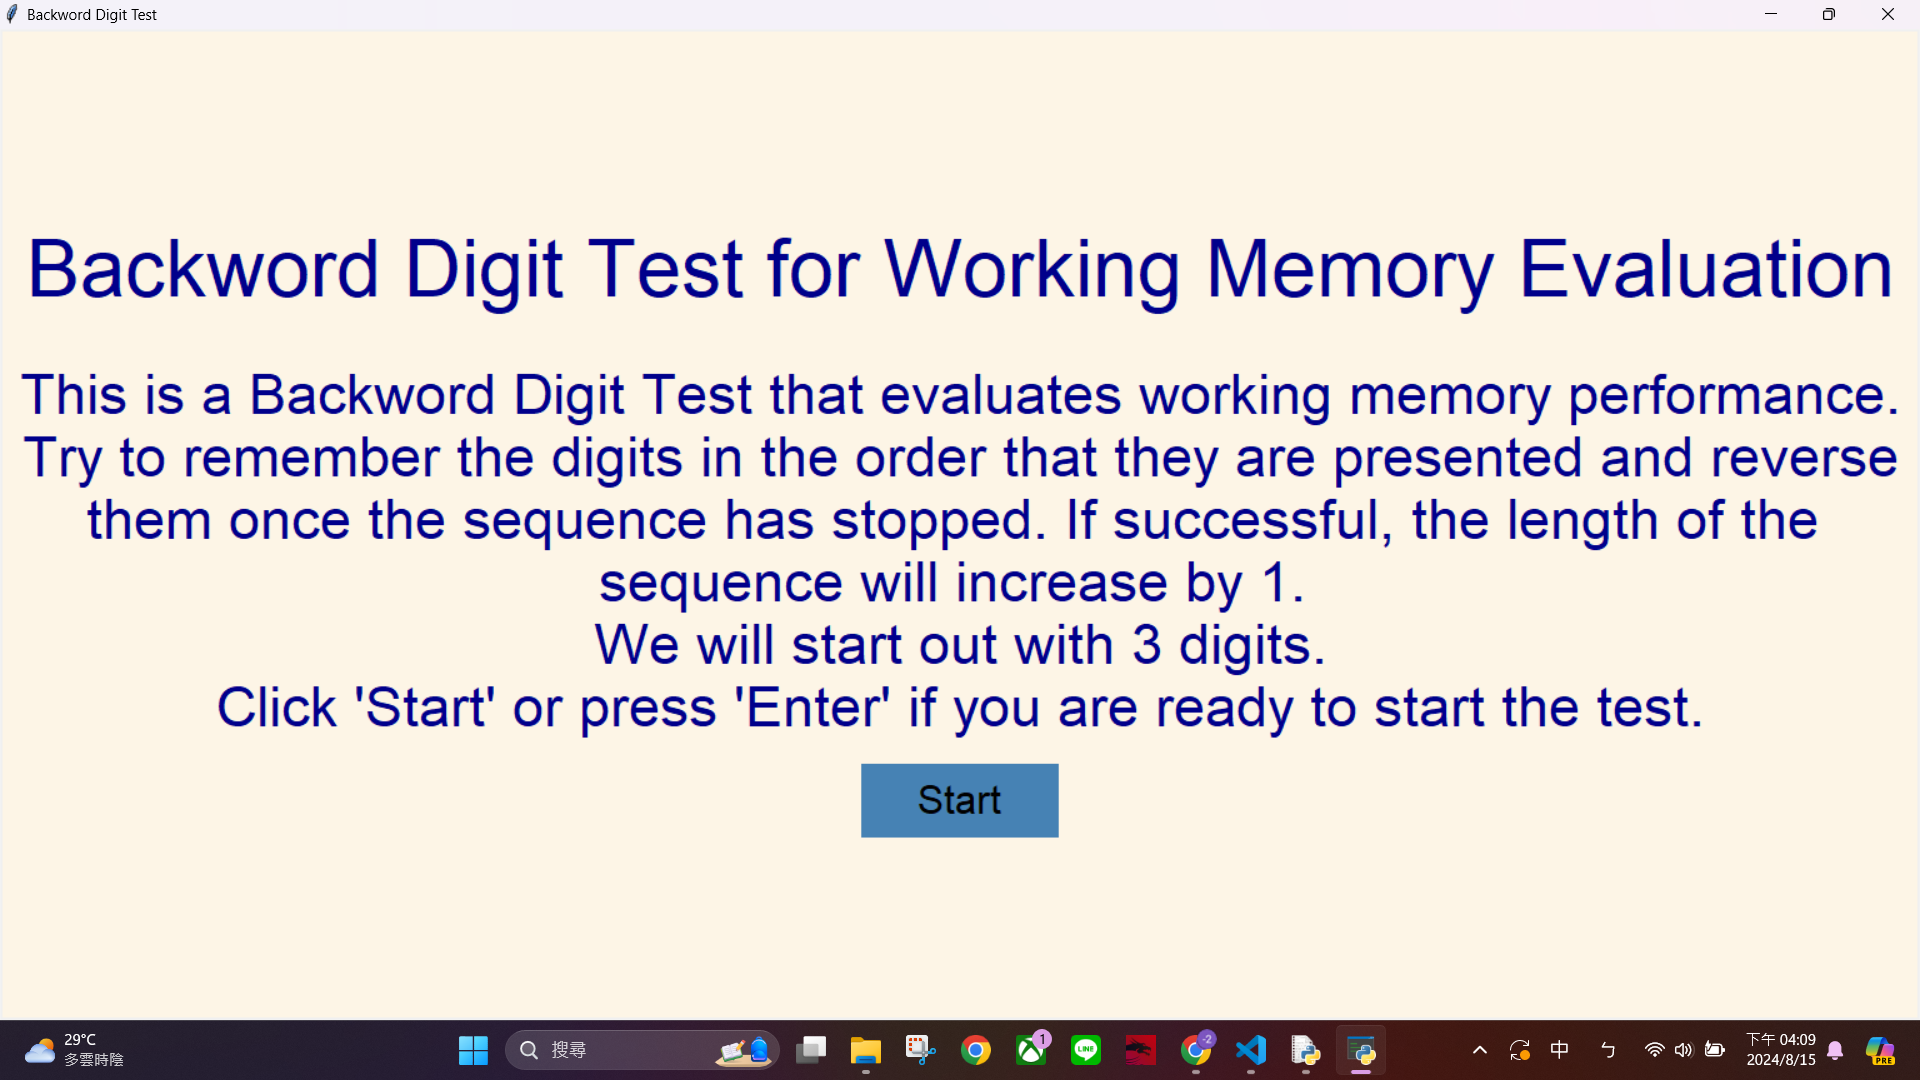 Backword Digit Test
Backword Digit Test for Working Memory Evaluation
This is a Backword Digit Test that evaluates working memory performance.
Try to remember the digits in the order that they are presented and reverse
them once the sequence has stopped. If successful, the length of the
sequence will increase by 1.
We will start out with 3 digits.
Click 'Start' or press 'Enter' if you are ready to start the test.
Start
29°C
多雲時陰
搜尋
1
LINE
-2
中
ㄅ
下午 04:09
2024/8/15
PRE